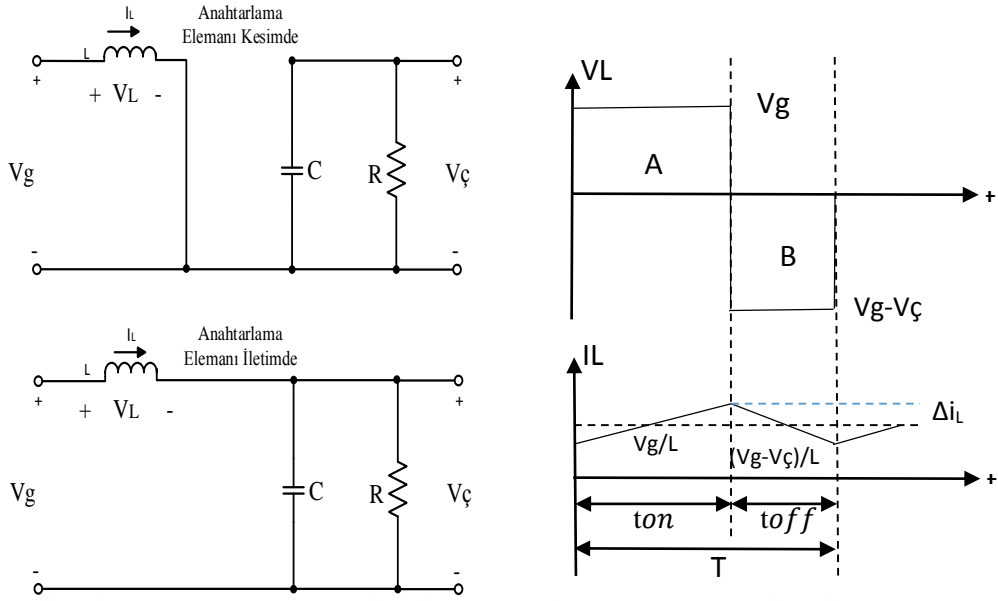 IL
Anahtarlama
Elemanı Kesimde
L
+
+
+ VL -
Vg
C
R
Vç
-
-
IL
Anahtarlama
Elemanı İletimde
L
+
+
+ VL -
Vg
C
R
Vç
-
-
VL
Vg
A
t
B
Vg-Vç
IL
ΔiL
Vg/L
(Vg-Vç)/L
t
ton
toff
T